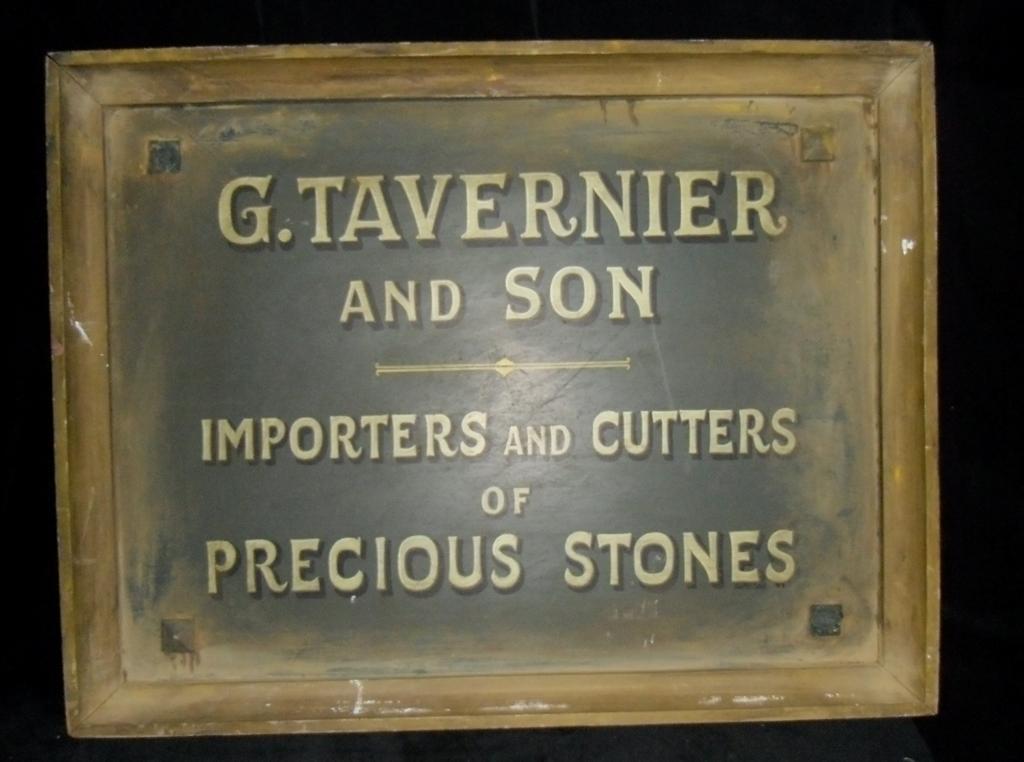 G. TAVERNIER
AND SON
IMPORTERS AND CUTTERS
OF
PRECIOUS STONES